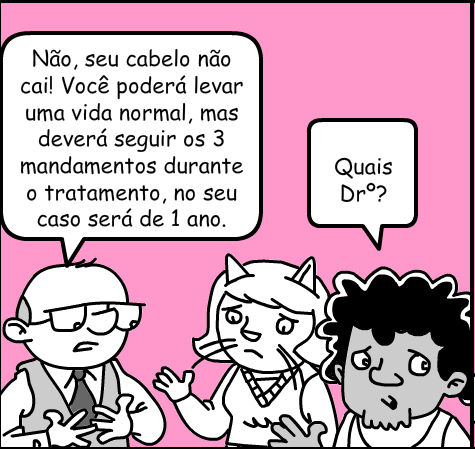 Não, seu cabelo não
cai! Você poderá levar
uma vida normal, mas
deverá seguir os 3
mandamentos durante
o tratamento, no seu
caso será de 1 ano.
Quais
Drº?